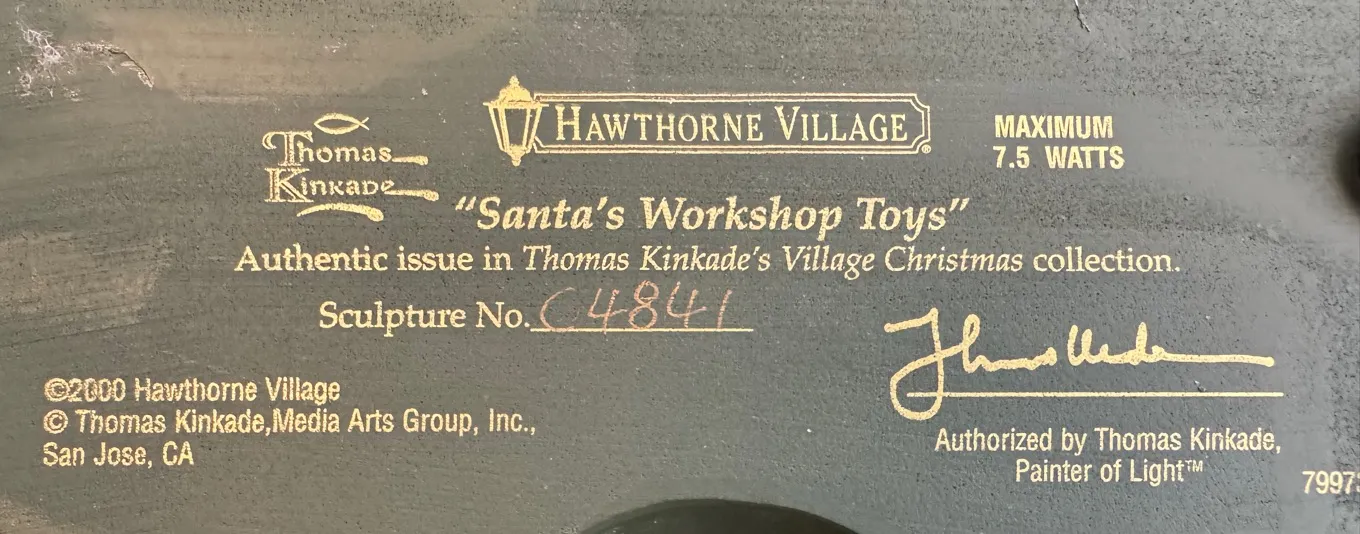 Thomas
Kinkade
HAWTHORNE VILLAGE®
MAXIMUM
7.5 WATTS
"Santa's Workshop Toys"
Authentic issue in Thomas Kinkade's Village Christmas collection.
Sculpture No. C4841
©2000 Hawthorne Village
© Thomas Kinkade,Media Arts Group, Inc.,
San Jose, CA
Authorized by Thomas Kinkade,
Painter of Light™